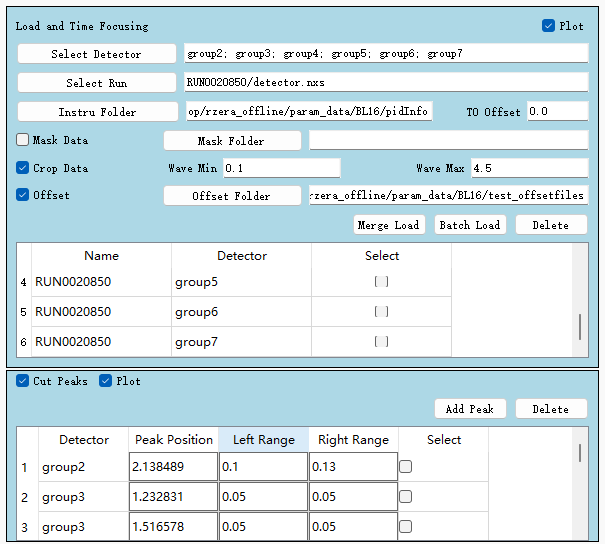 Load and Time Focusing Plot
Select Detector group2; group3; group4; group5; group6; group7
Select Run RUN0020850/detector.nxs
Instru Folder op/rzera_offline/param_data/BL16/pidInfo TO Offset 0.0
Mask Data Mask Folder
Crop Data Wave Min 0.1 Wave Max 4.5
Offset Offset Folder rzera_offline/param_data/BL16/test_offsetfiles
Merge Load Batch Load Delete
Name Detector Select
4 RUN0020850 group5
5 RUN0020850 group6
6 RUN0020850 group7
Cut Peaks Plot
Add Peak Delete
Detector Peak Position Left Range Right Range Select
1 group2 2.138489 0.1 0.13
2 group3 1.232831 0.05 0.05
3 group3 1.516578 0.05 0.05